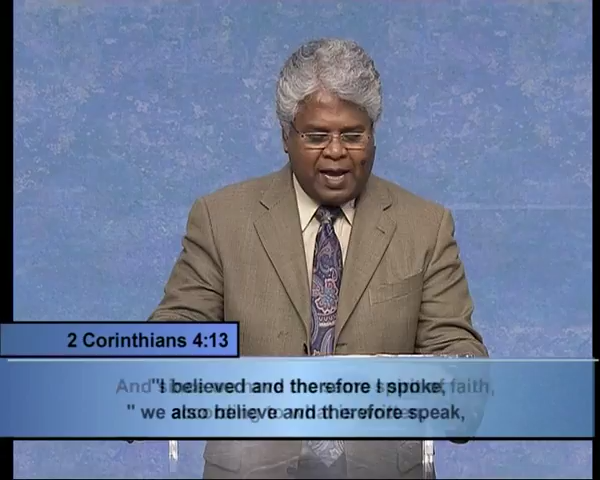 2 Corinthians 4:13
"I believed and therefore I spoke,
" we also believe and therefore speak,